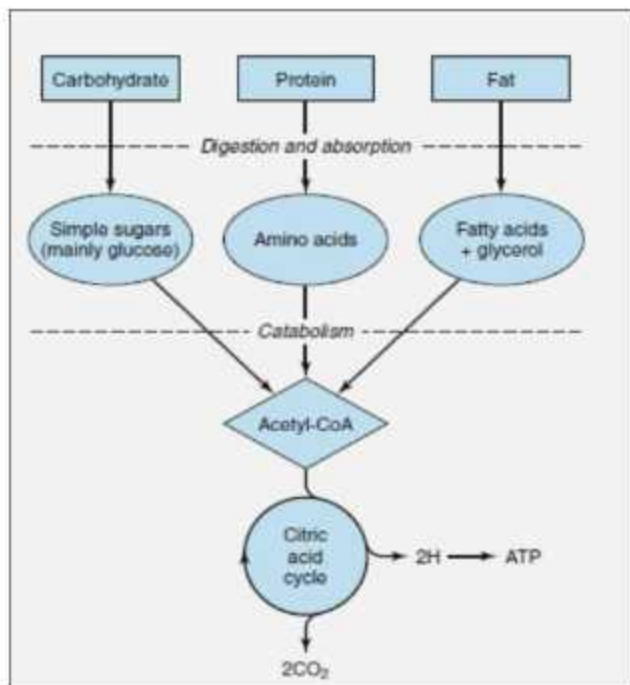 Carbohydrate
Protein
Fat
Digestion and absorption
Simple sugars
(mainly glucose)
Amino acids
Fatty acids
+ glycerol
Catabolism
Acetyl-CoA
Citric
acid
cycle
2H
ATP
2CO₂